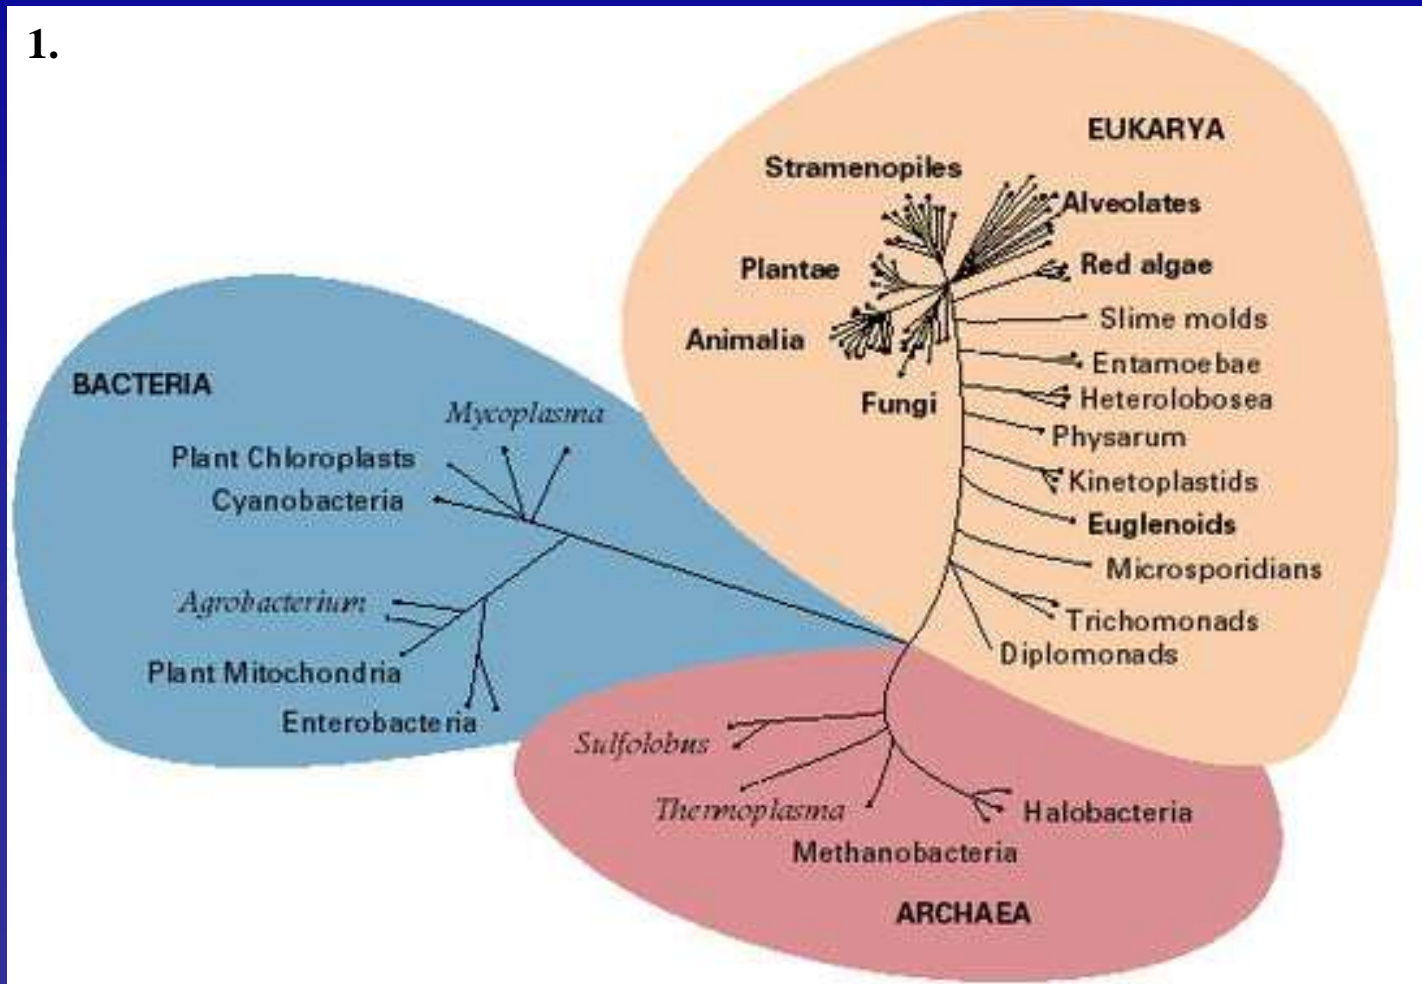 1.
EUKARYA
Stramenopiles
Alveolates
Plantae
Red algae
Slime molds
Animalia
Entamoebae
Heterolobosea
Fungi
Physarum
Kinetoplastids
Euglenoids
Microsporidians
Trichomonads
Diplomonads
BACTERIA
Mycoplasma
Plant Chloroplasts
Cyanobacteria
Agrobacterium
Plant Mitochondria
Enterobacteria
Sulfolobus
Thermoplasma
Halobacteria
Methanobacteria
ARCHAEA